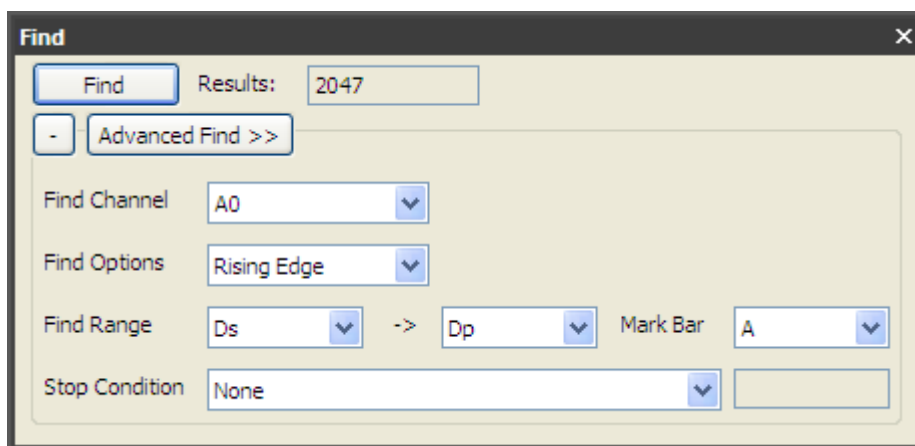 Find
Find Results: 2047
- Advanced Find >>
Find Channel A0
Find Options Rising Edge
Find Range Ds -> Dp Mark Bar A
Stop Condition None